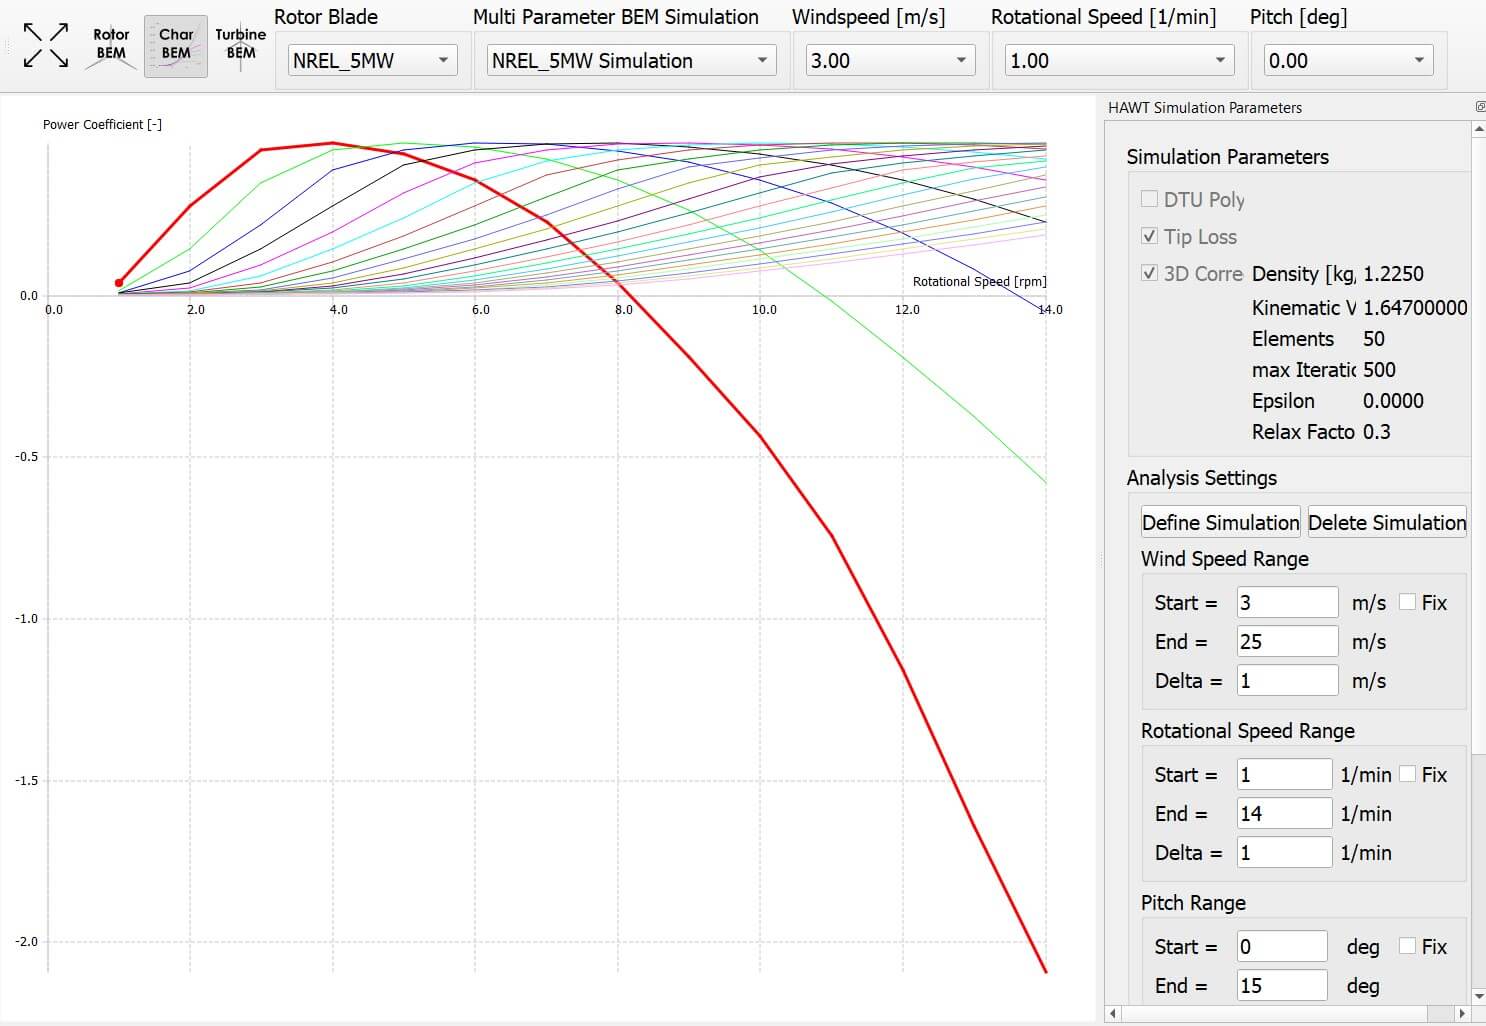 Rotor BEM
Char BEM
Turbine BEM
Rotor Blade
NREL_5MW
Multi Parameter BEM Simulation
NREL_5MW Simulation
Windspeed [m/s]
3.00
Rotational Speed [1/min]
1.00
Pitch [deg]
0.00
Power Coefficient [-]
Rotational Speed [rpm]
0.0
-0.5
-1.0
-1.5
-2.0
0.0 2.0 4.0 6.0 8.0 10.0 12.0 14.0
HAWT Simulation Parameters
Simulation Parameters
DTU Poly
Tip Loss
3D Corre Density [kg, 1.2250
Kinematic V 1.64700000
Elements 50
max Iteratic 500
Epsilon 0.0000
Relax Facto 0.3
Analysis Settings
Define Simulation Delete Simulation
Wind Speed Range
Start = 3 m/s Fix
End = 25 m/s
Delta = 1 m/s
Rotational Speed Range
Start = 1 1/min Fix
End = 14 1/min
Delta = 1 1/min
Pitch Range
Start = 0 deg Fix
End = 15 deg